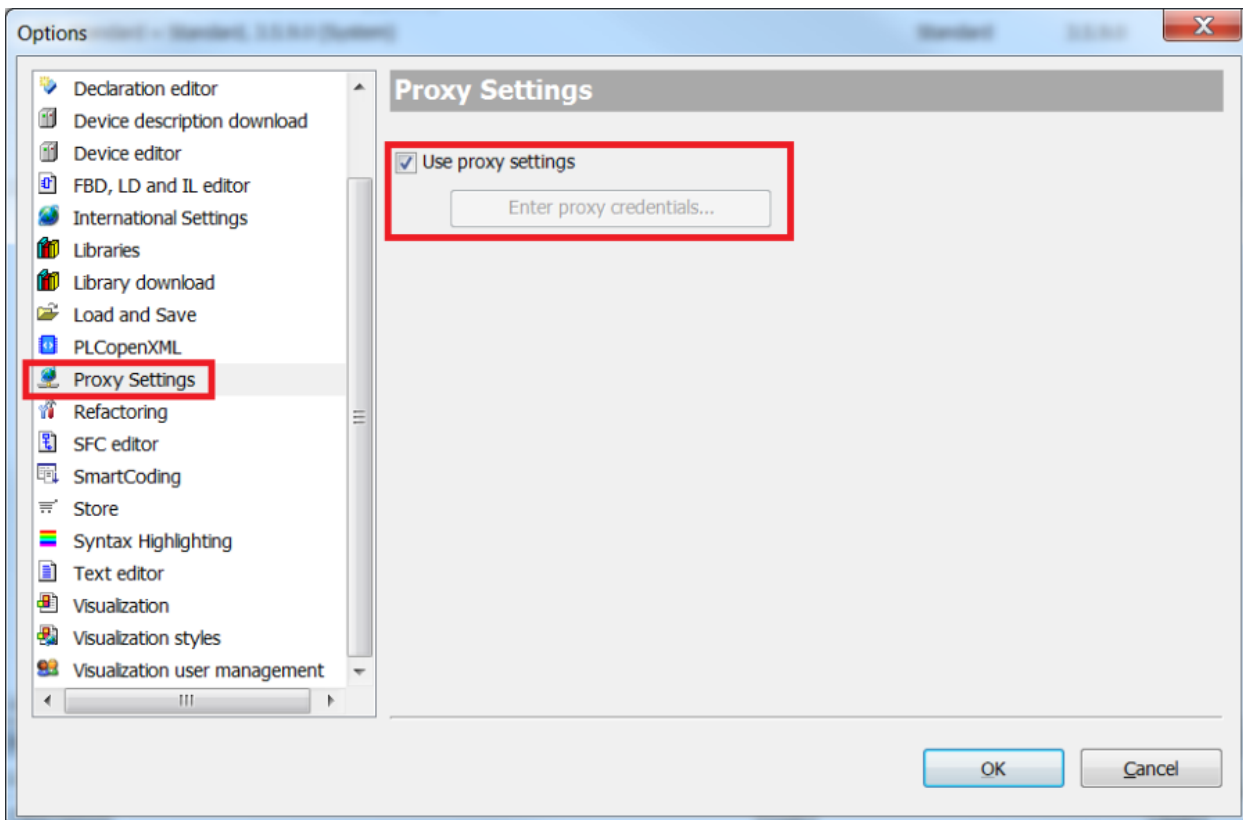 Options
Declaration editor
Device description download
Device editor
FBD, LD and IL editor
International Settings
Libraries
Library download
Load and Save
PLCopenXML
Proxy Settings
Refactoring
SFC editor
SmartCoding
Store
Syntax Highlighting
Text editor
Visualization
Visualization styles
Visualization user management
Proxy Settings
Use proxy settings
Enter proxy credentials...
OK
Cancel